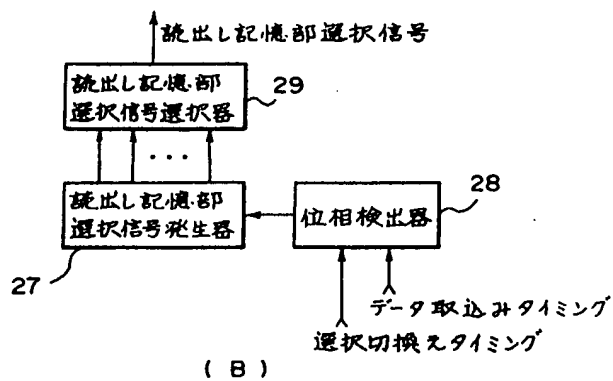 読出し記憶部選択信号
読出し記憶部
選択信号選択器
29
...
読出し記憶部
選択信号発生器
27
位相検出器
28
データ取込みタイミング
選択切換えタイミング
(B)